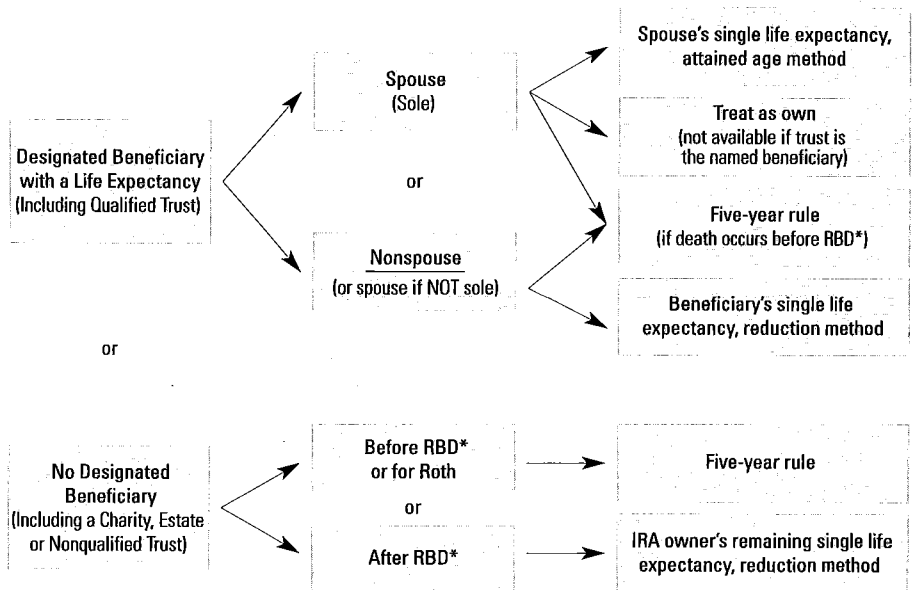 Designated Beneficiary
with a Life Expectancy
(Including Qualified Trust)
or
No Designated
Beneficiary
(Including a Charity, Estate
or Nonqualified Trust)
Spouse
(Sole)
or
Nonspouse
(or spouse if NOT sole)
Before RBD*
or for Roth
or
After RBD*
Spouse's single life expectancy,
attained age method
Treat as own
(not available if trust is
the named beneficiary)
Five-year rule
(if death occurs before RBD*)
Beneficiary's single life
expectancy, reduction method
Five-year rule
IRA owner's remaining single life
expectancy, reduction method